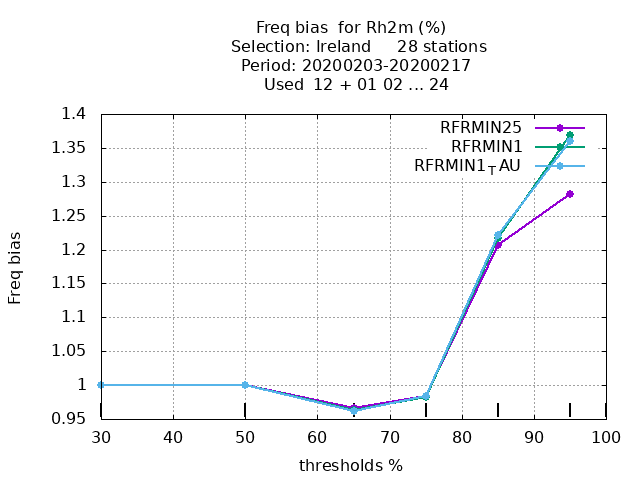 Freq bias  for Rh2m (%)
Selection: Ireland     28 stations
Period: 20200203-20200217
Used  12 + 01 02 ... 24
1.4
1.35
1.3
1.25
1.2
1.15
1.1
1.05
1
0.95
Freq bias
RFRMIN25
RFRMIN1
RFRMIN1TAU
30 40 50 60 70 80 90 100
thresholds %